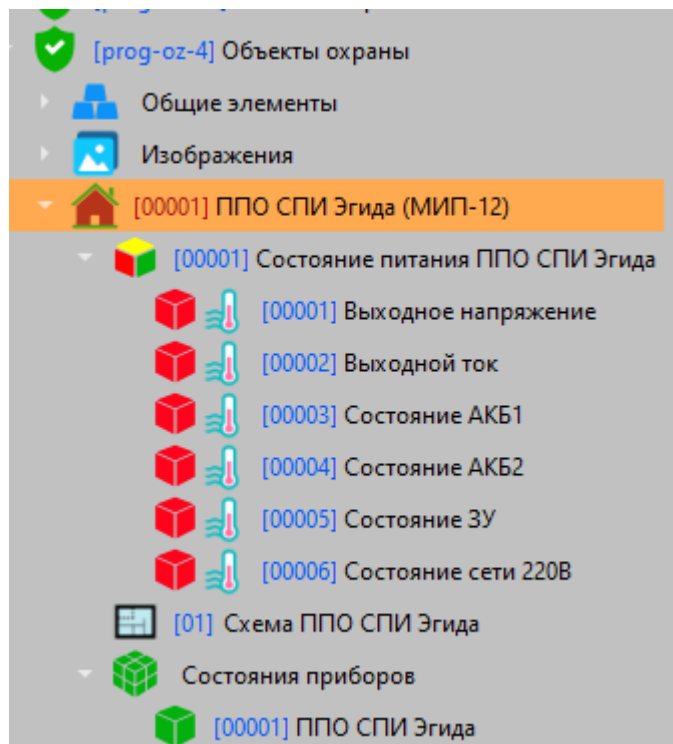 [prog-oz-4] Объекты охраны
Общие элементы
Изображения
[00001] ППО СПИ Эгида (МИП-12)
[00001] Состояние питания ППО СПИ Эгида
[00001] Выходное напряжение
[00002] Выходной ток
[00003] Состояние АКБ1
[00004] Состояние АКБ2
[00005] Состояние ЗУ
[00006] Состояние сети 220В
[01] Схема ППО СПИ Эгида
Состояния приборов
[00001] ППО СПИ Эгида